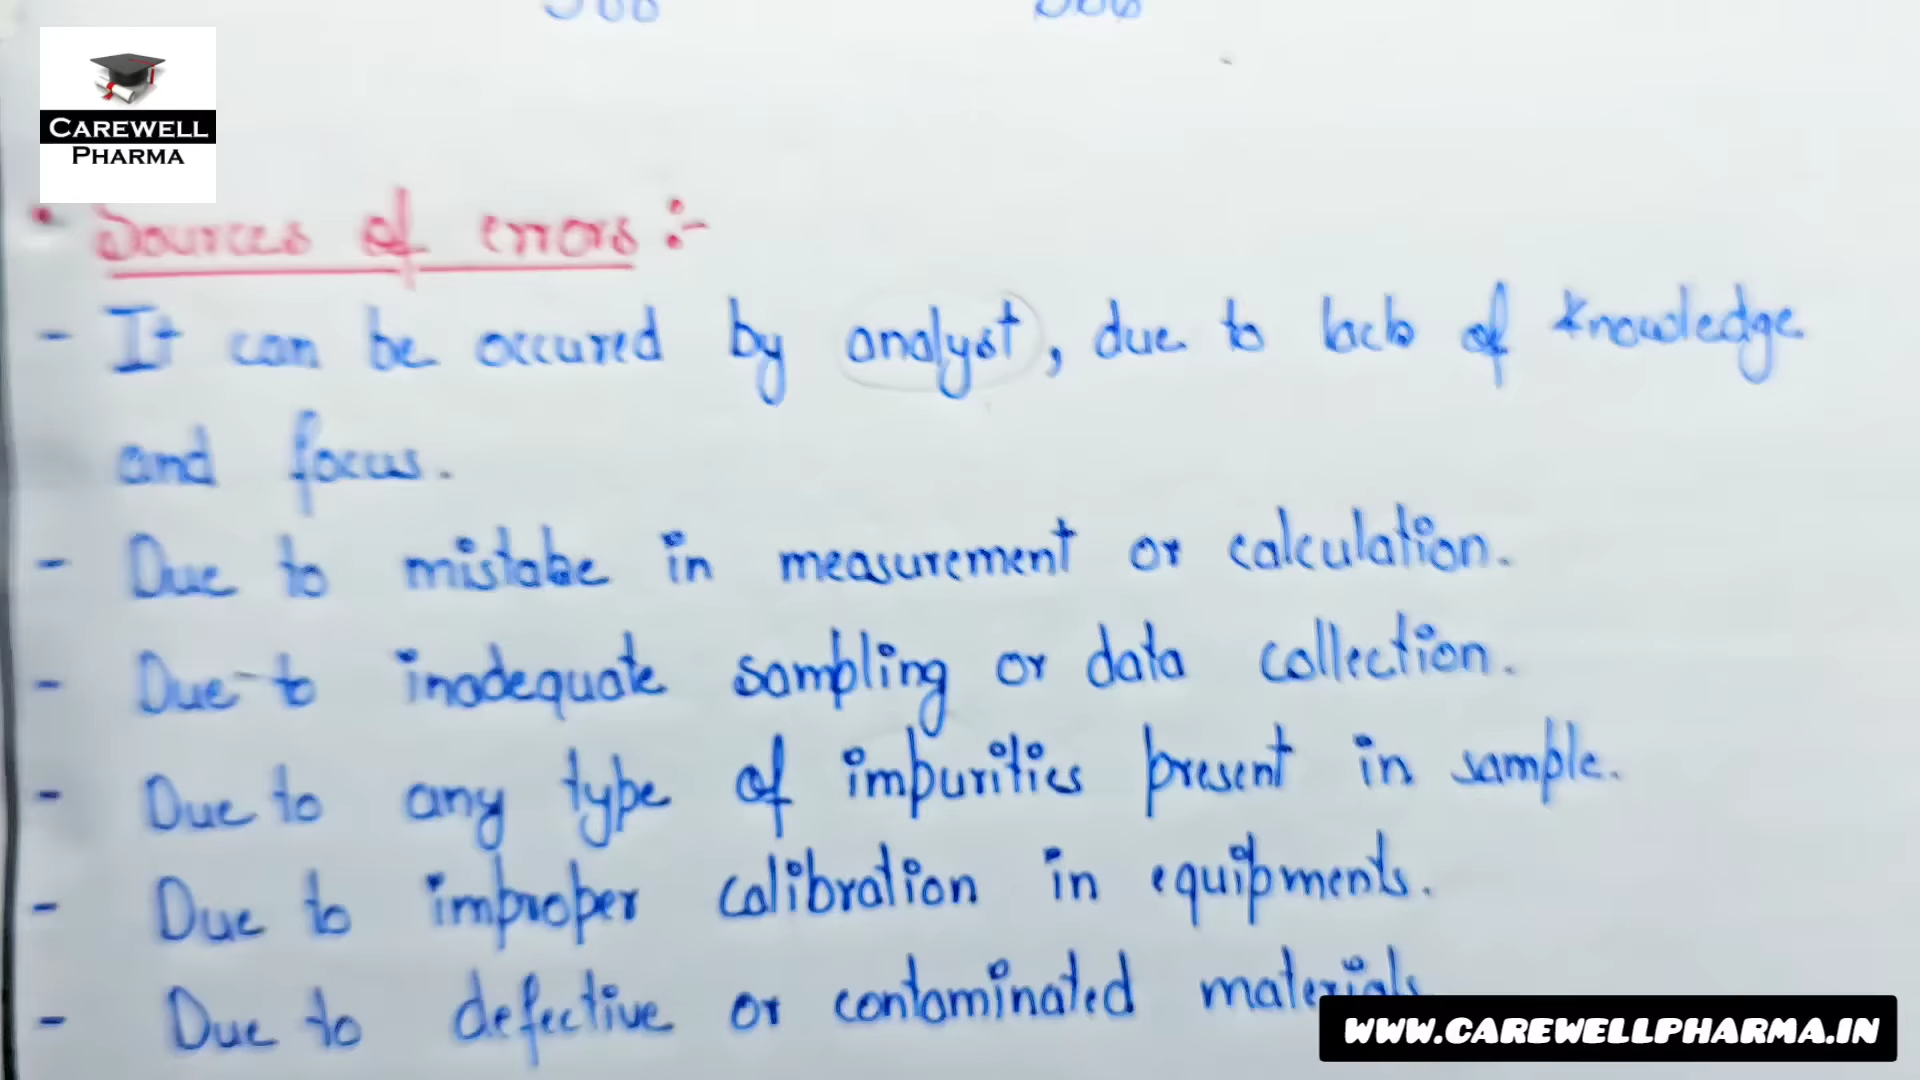 CAREWELL
PHARMA
• Sources of errors :-
- It can be occured by analyst, due to lack of knowledge
and focus.
- Due to mistake in measurement or calculation.
- Due to inadequate sampling or data collection.
- Due to any type of impurities present in sample.
- Due to improper calibration in equipments.
- Due to defective or contaminated materials
WWW.CAREWELLPHARMA.IN